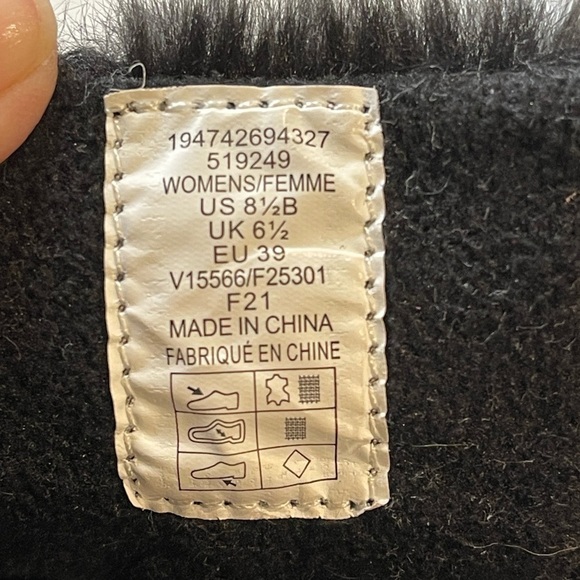 194742694327
519249
WOMENS/FEMME
US 8½B
UK 6½
EU 39
V15566/F25301
F21
MADE IN CHINA
FABRIQUÉ EN CHINE